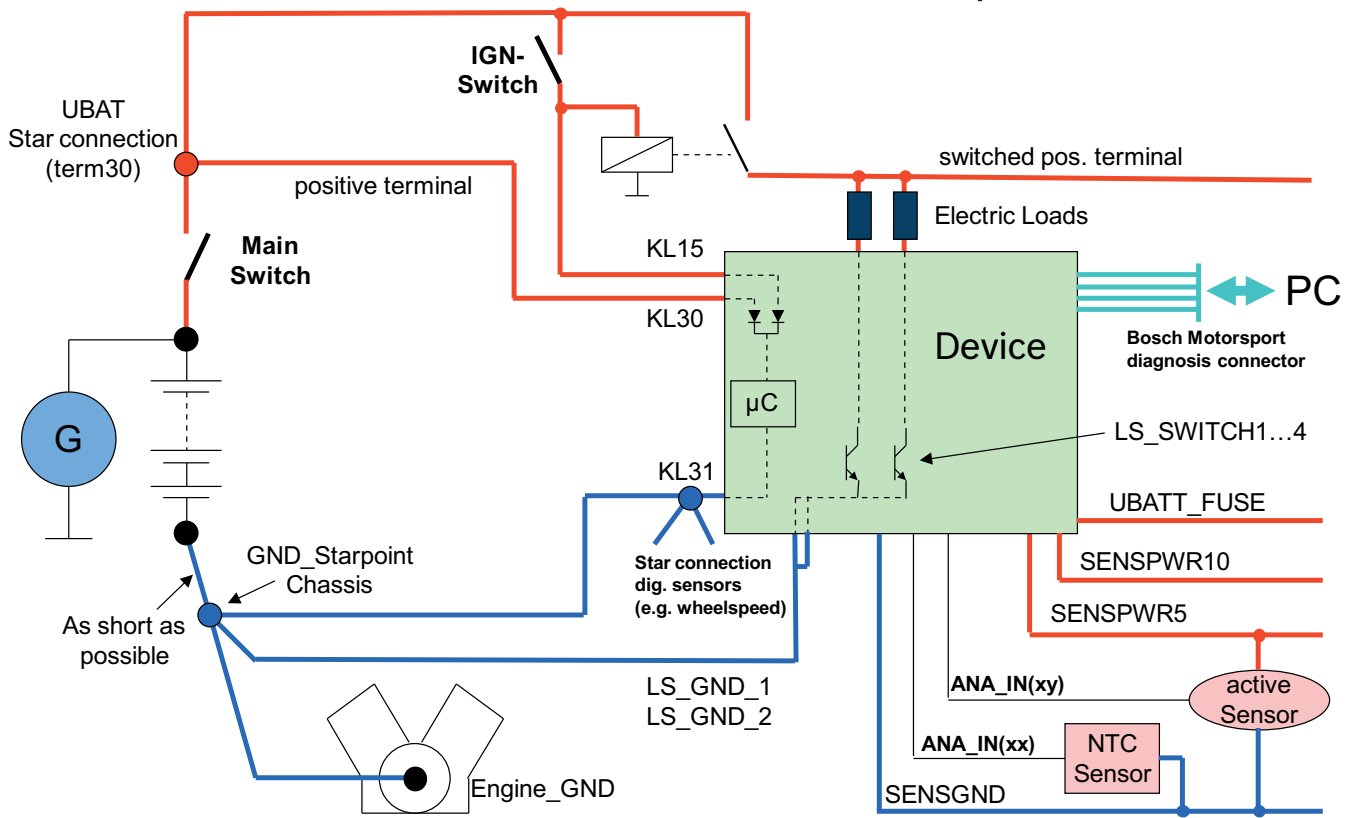 IGN-
Switch
UBAT
Star connection
(term30)
positive terminal
switched pos. terminal
Electric Loads
Main
Switch
KL15
KL30
PC
Bosch Motorsport
diagnosis connector
Device
µC
G
LS_SWITCH1...4
KL31
UBATT_FUSE
GND_Starpoint
Chassis
Star connection
dig. sensors
(e.g. wheelspeed)
SENSPWR10
As short as
possible
SENSPWR5
LS_GND_1
LS_GND_2
ANA_IN(xy)
active
Sensor
ANA_IN(xx)
NTC
Sensor
Engine_GND
SENSGND